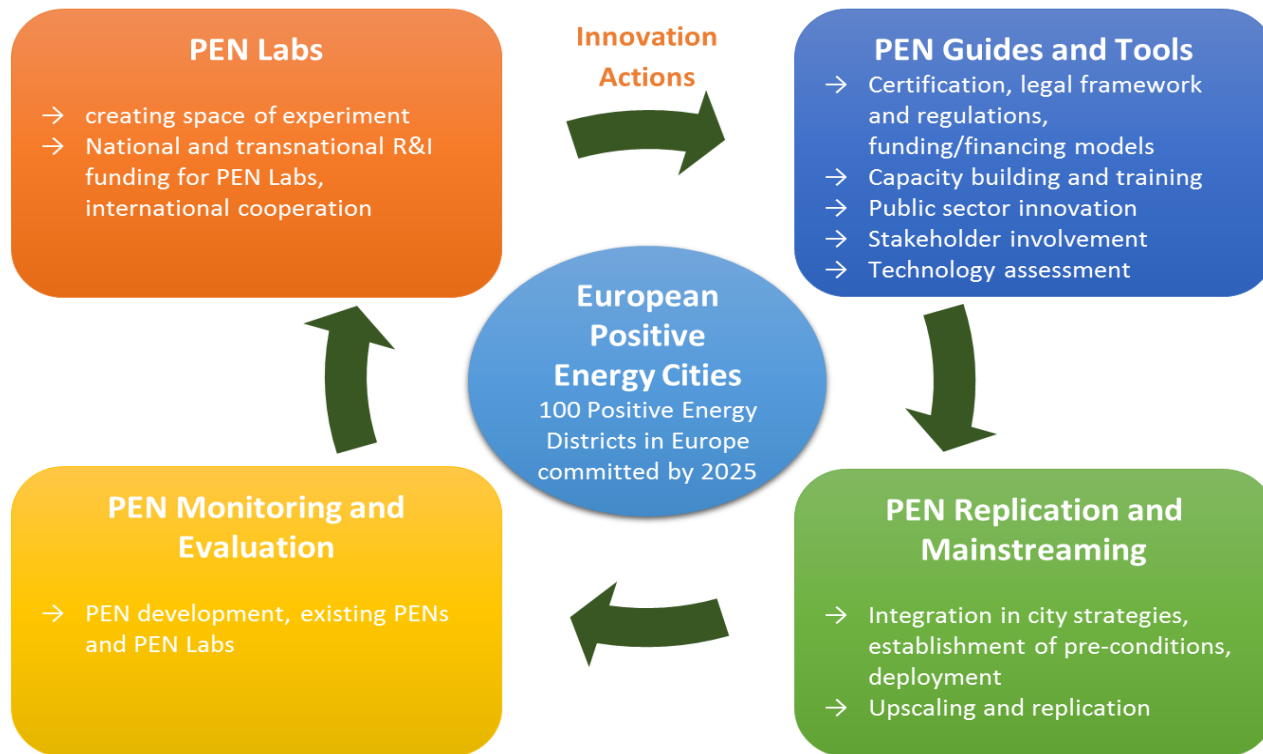 PEN Labs
→ creating space of experiment
→ National and transnational R&I
funding for PEN Labs,
international cooperation
Innovation
Actions
PEN Guides and Tools
→ Certification, legal framework
and regulations,
funding/financing models
→ Capacity building and training
→ Public sector innovation
→ Stakeholder involvement
→ Technology assessment
European
Positive
Energy Cities
100 Positive Energy
Districts in Europe
committed by 2025
PEN Monitoring and
Evaluation
→ PEN development, existing PENs
and PEN Labs
PEN Replication and
Mainstreaming
→ Integration in city strategies,
establishment of pre-conditions,
deployment
→ Upscaling and replication